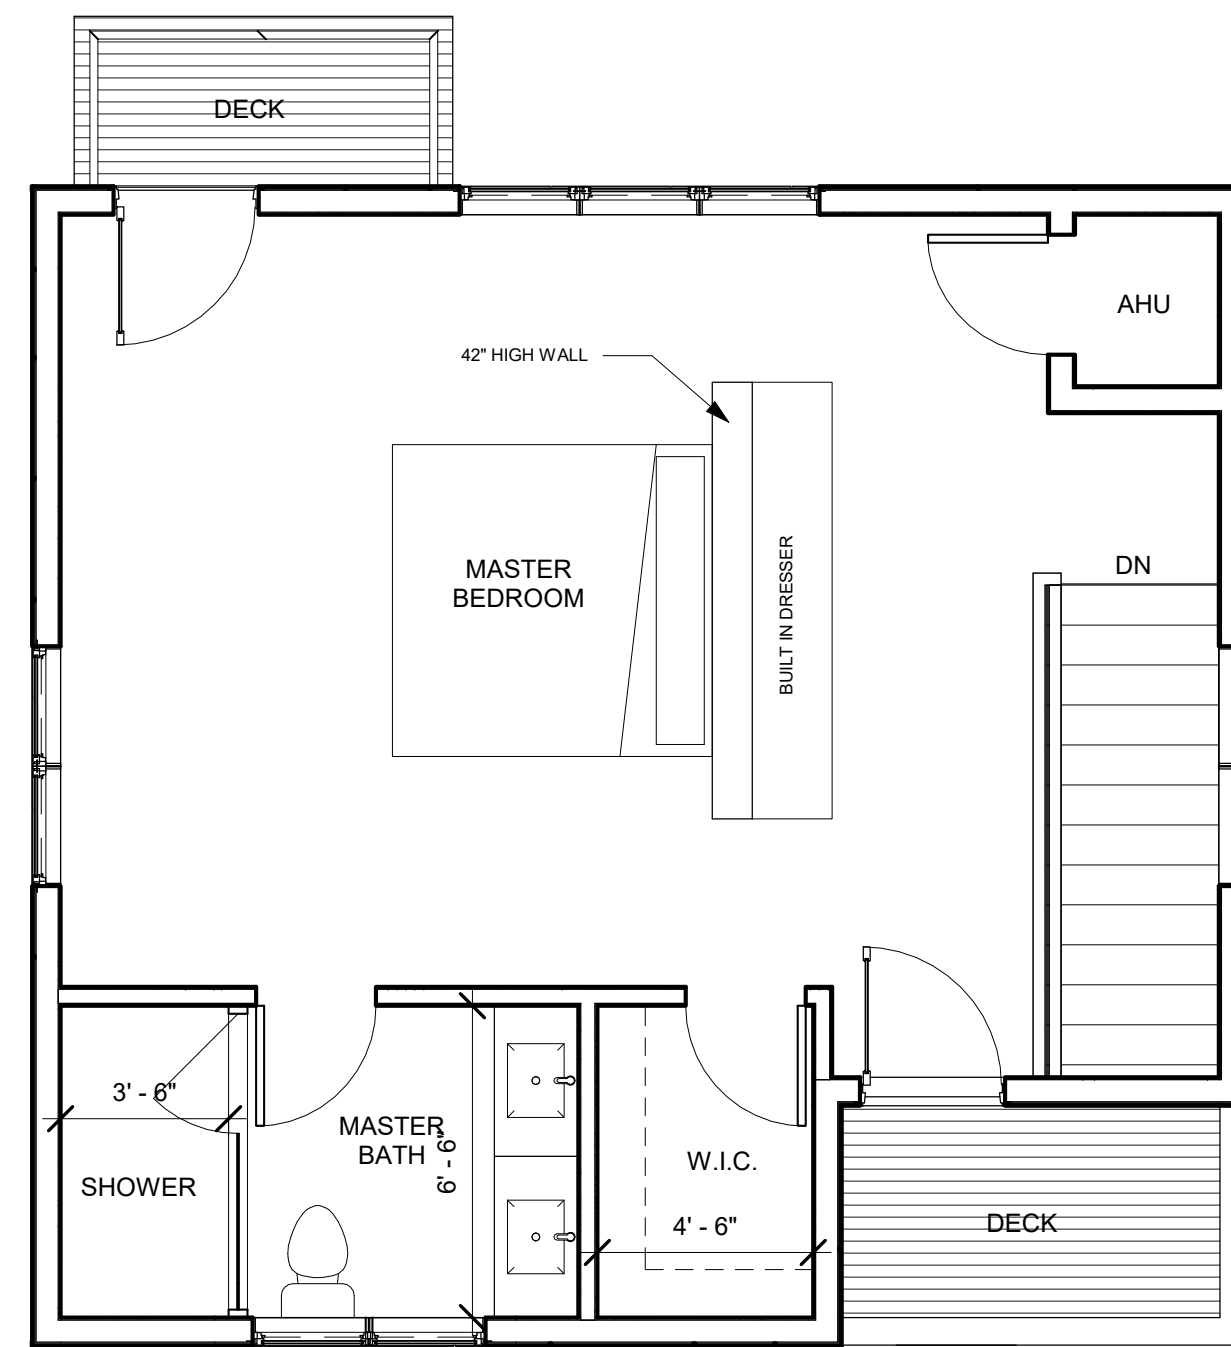 DECK
AHU
42" HIGH WALL
MASTER
BEDROOM
BUILT IN DRESSER
DN
3' - 6"
MASTER
BATH
6' - 6"
SHOWER
W.I.C.
4' - 6"
DECK